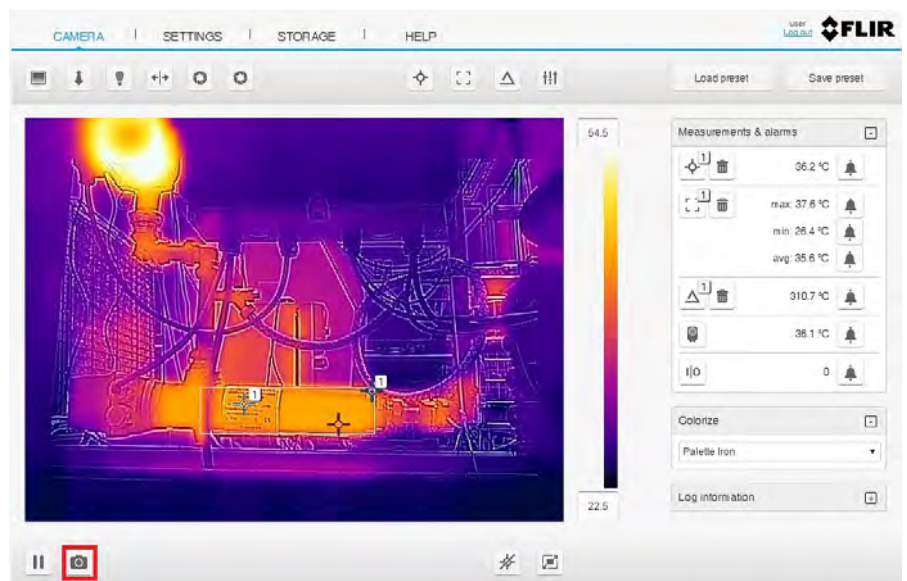 CAMERA SETTINGS STORAGE HELP
user
Log out
FLIR
Load preset Save preset
54.5
22.5
Measurements & alarms
1
36.2 °C
1
max: 37.6 °C
min: 26.4 °C
avg: 35.6 °C
1
310.7 °C
36.1 °C
I|O
0
1
1
Colorize
Palette Iron
Log information